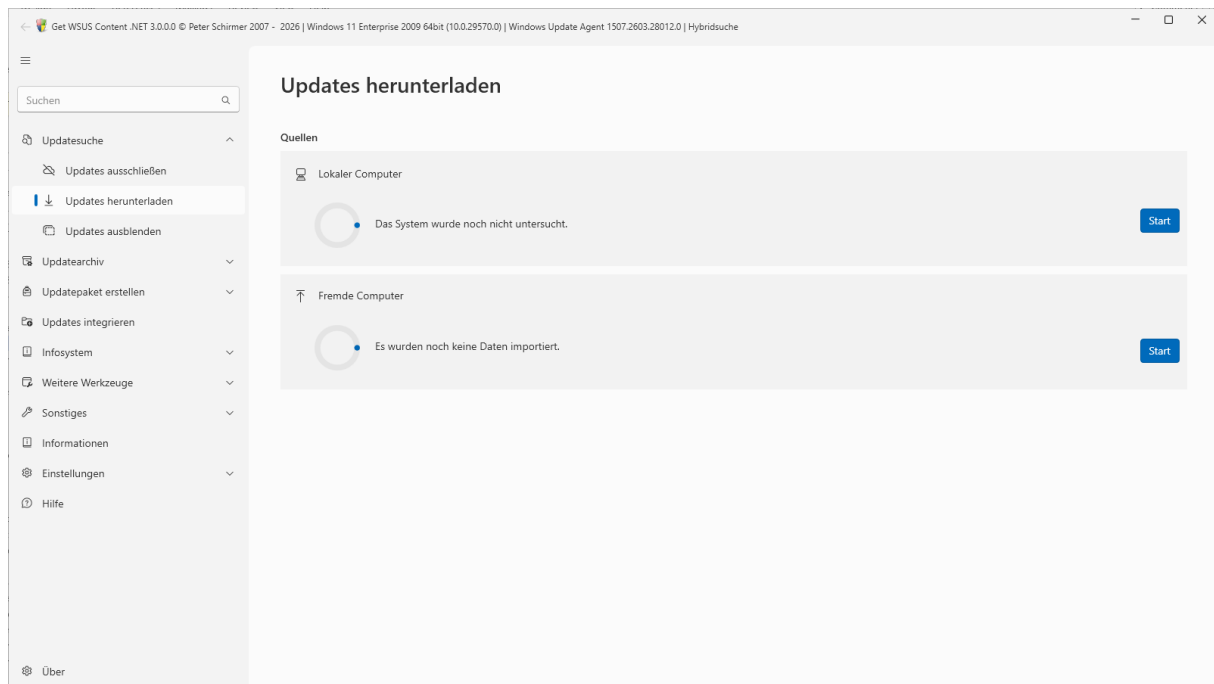 Get WSUS Content .NET 3.0.0.0 © Peter Schirmer 2007 - 2026 | Windows 11 Enterprise 2009 64bit (10.0.29570.0) | Windows Update Agent 1507.2603.28012.0 | Hybridsuche
Suchen
Updatesuche
Updates ausschließen
Updates herunterladen
Updates ausblenden
Updatearchiv
Updatepaket erstellen
Updates integrieren
Infosystem
Weitere Werkzeuge
Sonstiges
Informationen
Einstellungen
Hilfe
Über
Updates herunterladen
Quellen
Lokaler Computer
Das System wurde noch nicht untersucht.
Start
Fremde Computer
Es wurden noch keine Daten importiert.
Start